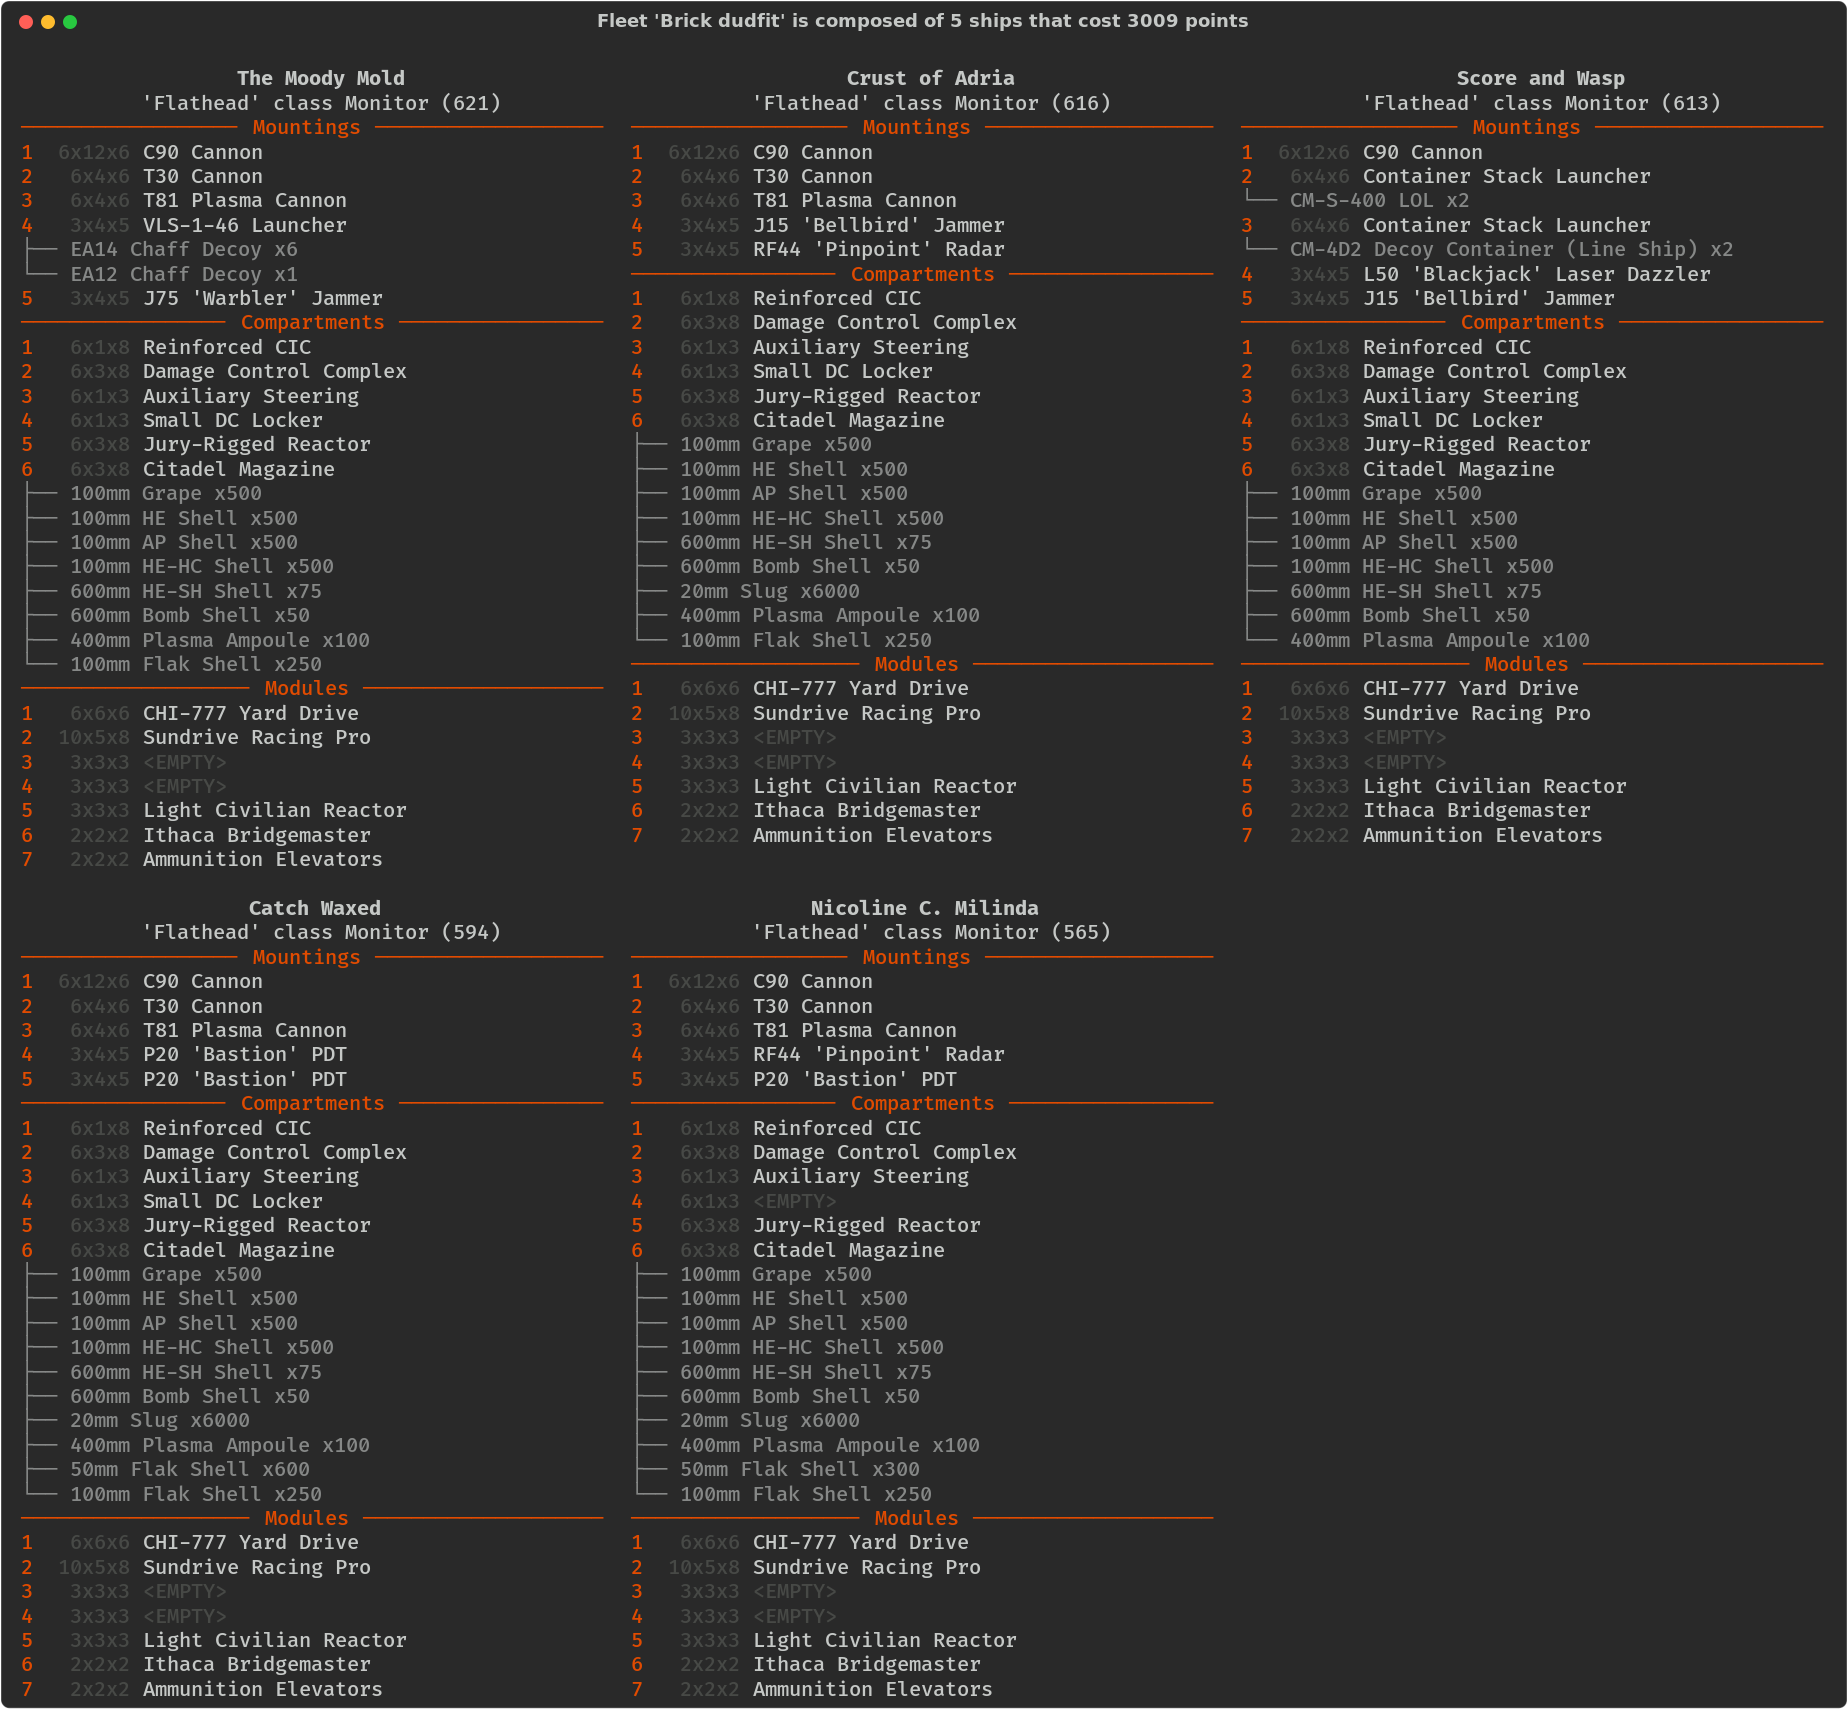 Fleet 'Brick dudfit' is composed of 5 ships that cost 3009 points
The Moody Mold
'Flathead' class Monitor (621)
Mountings
1 6x12x6 C90 Cannon
2 6x4x6 T30 Cannon
3 6x4x6 T81 Plasma Cannon
4 3x4x5 VLS-1-46 Launcher
EA14 Chaff Decoy x6
EA12 Chaff Decoy x1
5 3x4x5 J75 'Warbler' Jammer
Compartments
1 6x1x8 Reinforced CIC
2 6x3x8 Damage Control Complex
3 6x1x3 Auxiliary Steering
4 6x1x3 Small DC Locker
5 6x3x8 Jury-Rigged Reactor
6 6x3x8 Citadel Magazine
100mm Grape x500
100mm HE Shell x500
100mm AP Shell x500
100mm HE-HC Shell x500
600mm HE-SH Shell x75
600mm Bomb Shell x50
400mm Plasma Ampoule x100
100mm Flak Shell x250
Modules
1 6x6x6 CHI-777 Yard Drive
2 10x5x8 Sundrive Racing Pro
3 3x3x3 <EMPTY>
4 3x3x3 <EMPTY>
5 3x3x3 Light Civilian Reactor
6 2x2x2 Ithaca Bridgemaster
7 2x2x2 Ammunition Elevators
Crust of Adria
'Flathead' class Monitor (616)
Mountings
1 6x12x6 C90 Cannon
2 6x4x6 T30 Cannon
3 6x4x6 T81 Plasma Cannon
4 3x4x5 J15 'Bellbird' Jammer
5 3x4x5 RF44 'Pinpoint' Radar
Compartments
1 6x1x8 Reinforced CIC
2 6x3x8 Damage Control Complex
3 6x1x3 Auxiliary Steering
4 6x1x3 Small DC Locker
5 6x3x8 Jury-Rigged Reactor
6 6x3x8 Citadel Magazine
100mm Grape x500
100mm HE Shell x500
100mm AP Shell x500
100mm HE-HC Shell x500
600mm HE-SH Shell x75
600mm Bomb Shell x50
20mm Slug x6000
400mm Plasma Ampoule x100
100mm Flak Shell x250
Modules
1 6x6x6 CHI-777 Yard Drive
2 10x5x8 Sundrive Racing Pro
3 3x3x3 <EMPTY>
4 3x3x3 <EMPTY>
5 3x3x3 Light Civilian Reactor
6 2x2x2 Ithaca Bridgemaster
7 2x2x2 Ammunition Elevators
Score and Wasp
'Flathead' class Monitor (613)
Mountings
1 6x12x6 C90 Cannon
2 6x4x6 Container Stack Launcher
CM-S-400 LOL x2
3 6x4x6 Container Stack Launcher
CM-4D2 Decoy Container (Line Ship) x2
4 3x4x5 L50 'Blackjack' Laser Dazzler
5 3x4x5 J15 'Bellbird' Jammer
Compartments
1 6x1x8 Reinforced CIC
2 6x3x8 Damage Control Complex
3 6x1x3 Auxiliary Steering
4 6x1x3 Small DC Locker
5 6x3x8 Jury-Rigged Reactor
6 6x3x8 Citadel Magazine
100mm Grape x500
100mm HE Shell x500
100mm AP Shell x500
100mm HE-HC Shell x500
600mm HE-SH Shell x75
600mm Bomb Shell x50
400mm Plasma Ampoule x100
Modules
1 6x6x6 CHI-777 Yard Drive
2 10x5x8 Sundrive Racing Pro
3 3x3x3 <EMPTY>
4 3x3x3 <EMPTY>
5 3x3x3 Light Civilian Reactor
6 2x2x2 Ithaca Bridgemaster
7 2x2x2 Ammunition Elevators
Catch Waxed
'Flathead' class Monitor (594)
Mountings
1 6x12x6 C90 Cannon
2 6x4x6 T30 Cannon
3 6x4x6 T81 Plasma Cannon
4 3x4x5 P20 'Bastion' PDT
5 3x4x5 P20 'Bastion' PDT
Compartments
1 6x1x8 Reinforced CIC
2 6x3x8 Damage Control Complex
3 6x1x3 Auxiliary Steering
4 6x1x3 Small DC Locker
5 6x3x8 Jury-Rigged Reactor
6 6x3x8 Citadel Magazine
100mm Grape x500
100mm HE Shell x500
100mm AP Shell x500
100mm HE-HC Shell x500
600mm HE-SH Shell x75
600mm Bomb Shell x50
20mm Slug x6000
400mm Plasma Ampoule x100
50mm Flak Shell x600
100mm Flak Shell x250
Modules
1 6x6x6 CHI-777 Yard Drive
2 10x5x8 Sundrive Racing Pro
3 3x3x3 <EMPTY>
4 3x3x3 <EMPTY>
5 3x3x3 Light Civilian Reactor
6 2x2x2 Ithaca Bridgemaster
7 2x2x2 Ammunition Elevators
Nicoline C. Milinda
'Flathead' class Monitor (565)
Mountings
1 6x12x6 C90 Cannon
2 6x4x6 T30 Cannon
3 6x4x6 T81 Plasma Cannon
4 3x4x5 RF44 'Pinpoint' Radar
5 3x4x5 P20 'Bastion' PDT
Compartments
1 6x1x8 Reinforced CIC
2 6x3x8 Damage Control Complex
3 6x1x3 Auxiliary Steering
4 6x1x3 <EMPTY>
5 6x3x8 Jury-Rigged Reactor
6 6x3x8 Citadel Magazine
100mm Grape x500
100mm HE Shell x500
100mm AP Shell x500
100mm HE-HC Shell x500
600mm HE-SH Shell x75
600mm Bomb Shell x50
20mm Slug x6000
400mm Plasma Ampoule x100
50mm Flak Shell x300
100mm Flak Shell x250
Modules
1 6x6x6 CHI-777 Yard Drive
2 10x5x8 Sundrive Racing Pro
3 3x3x3 <EMPTY>
4 3x3x3 <EMPTY>
5 3x3x3 Light Civilian Reactor
6 2x2x2 Ithaca Bridgemaster
7 2x2x2 Ammunition Elevators